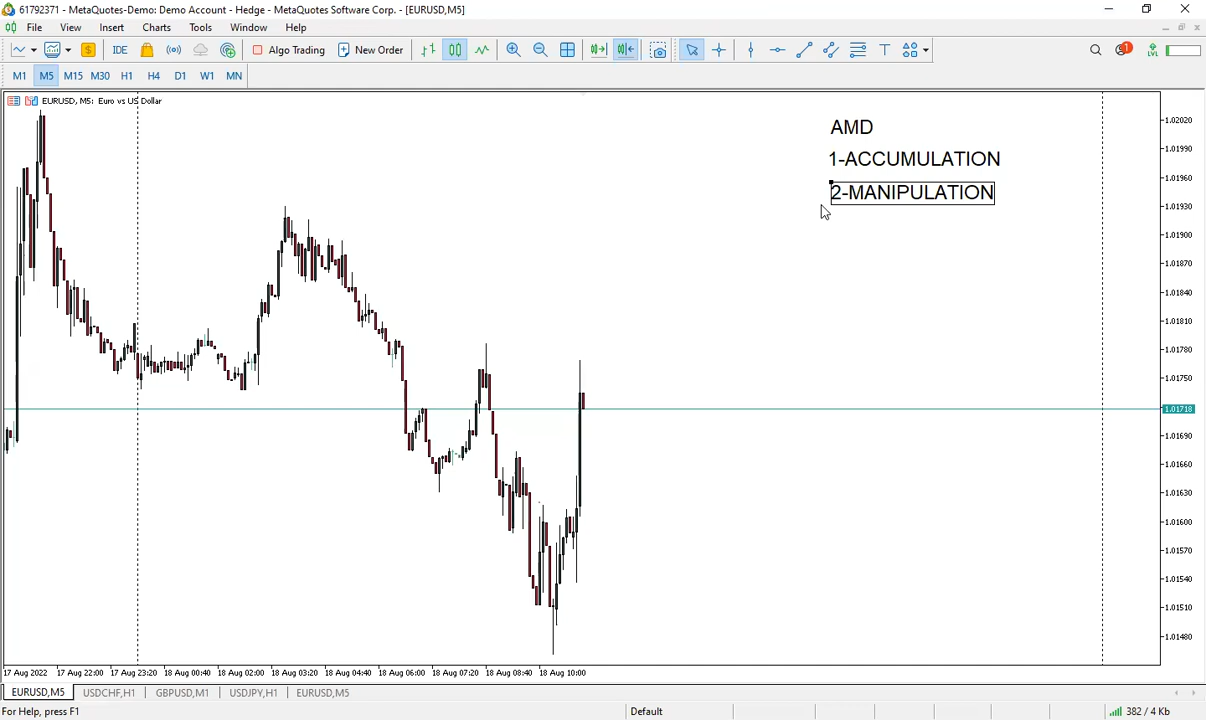 61792371 - MetaQuotes-Demo: Demo Account - Hedge - MetaQuotes Software Corp. - [EURUSD,M5]
File View Insert Charts Tools Window Help
IDE Algo Trading New Order T 1 LVL
M1 M5 M15 M30 H1 H4 D1 W1 MN
EURUSD, M5: Euro vs US Dollar
AMD
1-ACCUMULATION
2-MANIPULATION
1.02020
1.01990
1.01960
1.01930
1.01900
1.01870
1.01840
1.01810
1.01780
1.01750
1.01718
1.01690
1.01660
1.01630
1.01600
1.01570
1.01540
1.01510
1.01480
17 Aug 2022 17 Aug 22:00 17 Aug 23:20 18 Aug 00:40 18 Aug 02:00 18 Aug 03:20 18 Aug 04:40 18 Aug 06:00 18 Aug 07:20 18 Aug 08:40 18 Aug 10:00
EURUSD,M5 USDCHF,H1 GBPUSD,M1 USDJPY,H1 EURUSD,M5
For Help, press F1 Default 382 / 4 Kb